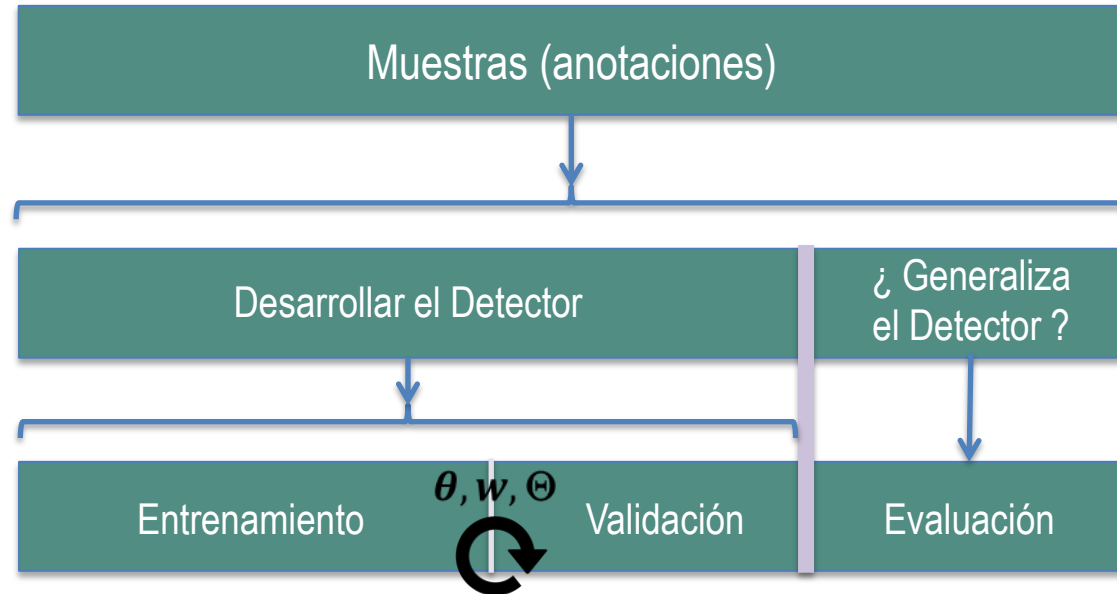 Muestras (anotaciones)
Desarrollar el Detector
¿ Generaliza
el Detector ?
θ, w, Θ
Entrenamiento
Validación
Evaluación